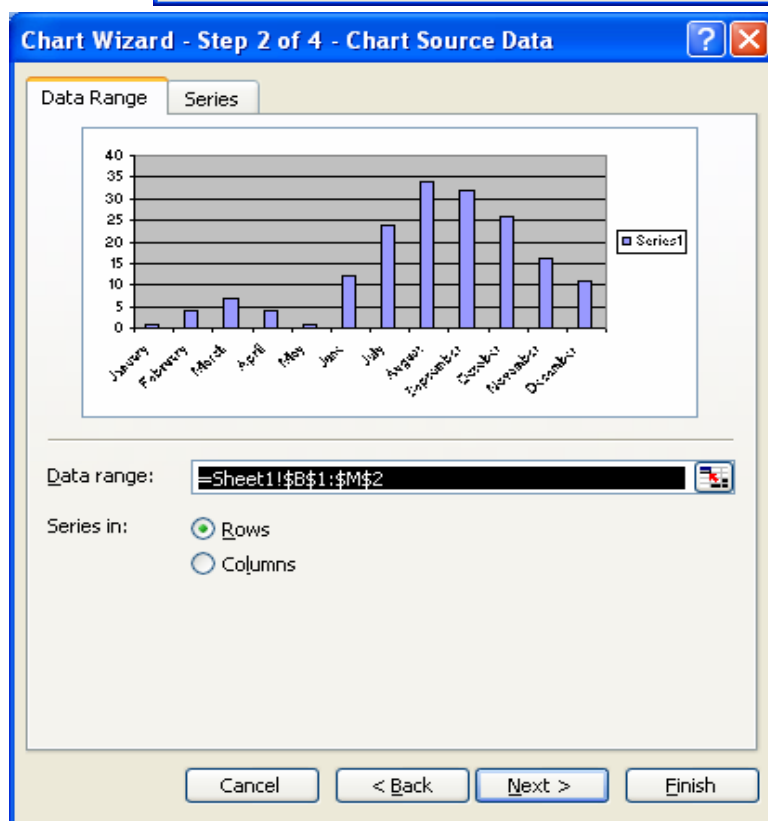 Chart Wizard - Step 2 of 4 - Chart Source Data
Data Range Series
40
35
30
25
20
15
10
5
0
Series1
January February March April May June July August September October November December
Data range: =Sheet1!$B$1:$M$2
Series in: Rows
Columns
Cancel < Back Next > Finish